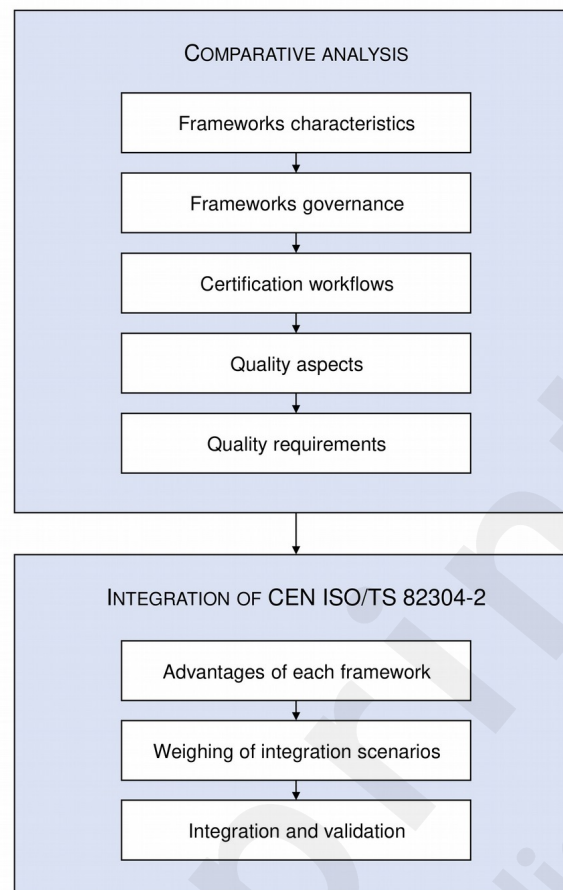 COMPARATIVE ANALYSIS
Frameworks characteristics
Frameworks governance
Certification workflows
Quality aspects
Quality requirements
INTEGRATION OF CEN ISO/TS 82304-2
Advantages of each framework
Weighing of integration scenarios
Integration and validation